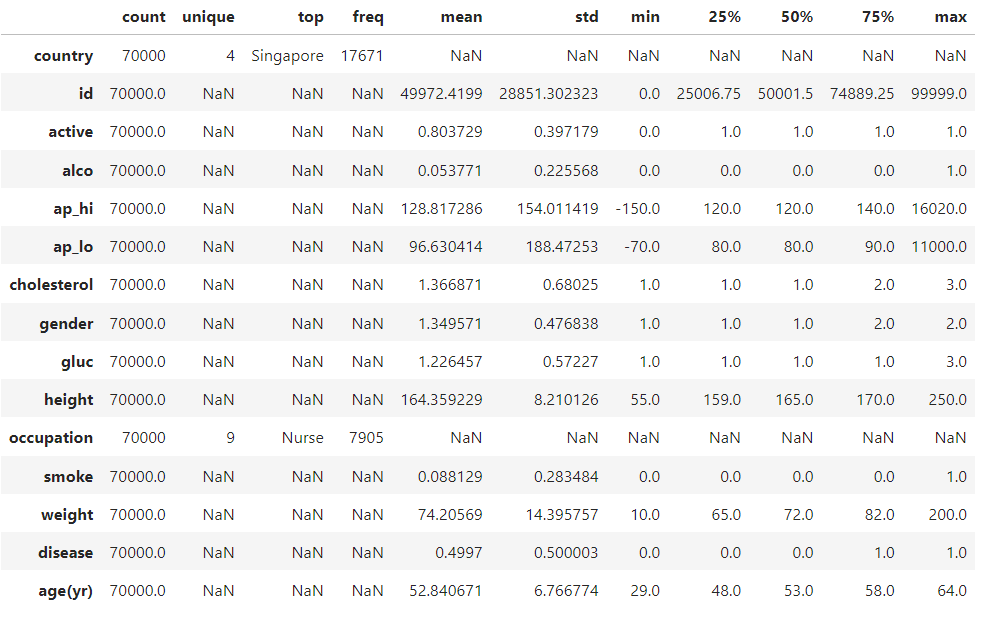 count unique top freq mean std min 25% 50% 75% max
country 70000 4 Singapore 17671 NaN NaN NaN NaN NaN NaN NaN
id 70000.0 NaN NaN NaN 49972.4199 28851.302323 0.0 25006.75 50001.5 74889.25 99999.0
active 70000.0 NaN NaN NaN 0.803729 0.397179 0.0 1.0 1.0 1.0 1.0
alco 70000.0 NaN NaN NaN 0.053771 0.225568 0.0 0.0 0.0 0.0 1.0
ap_hi 70000.0 NaN NaN NaN 128.817286 154.011419 -150.0 120.0 120.0 140.0 16020.0
ap_lo 70000.0 NaN NaN NaN 96.630414 188.47253 -70.0 80.0 80.0 90.0 11000.0
cholesterol 70000.0 NaN NaN NaN 1.366871 0.68025 1.0 1.0 1.0 2.0 3.0
gender 70000.0 NaN NaN NaN 1.349571 0.476838 1.0 1.0 1.0 2.0 2.0
gluc 70000.0 NaN NaN NaN 1.226457 0.57227 1.0 1.0 1.0 1.0 3.0
height 70000.0 NaN NaN NaN 164.359229 8.210126 55.0 159.0 165.0 170.0 250.0
occupation 70000 9 Nurse 7905 NaN NaN NaN NaN NaN NaN NaN
smoke 70000.0 NaN NaN NaN 0.088129 0.283484 0.0 0.0 0.0 0.0 1.0
weight 70000.0 NaN NaN NaN 74.20569 14.395757 10.0 65.0 72.0 82.0 200.0
disease 70000.0 NaN NaN NaN 0.4997 0.500003 0.0 0.0 0.0 1.0 1.0
age(yr) 70000.0 NaN NaN NaN 52.840671 6.766774 29.0 48.0 53.0 58.0 64.0